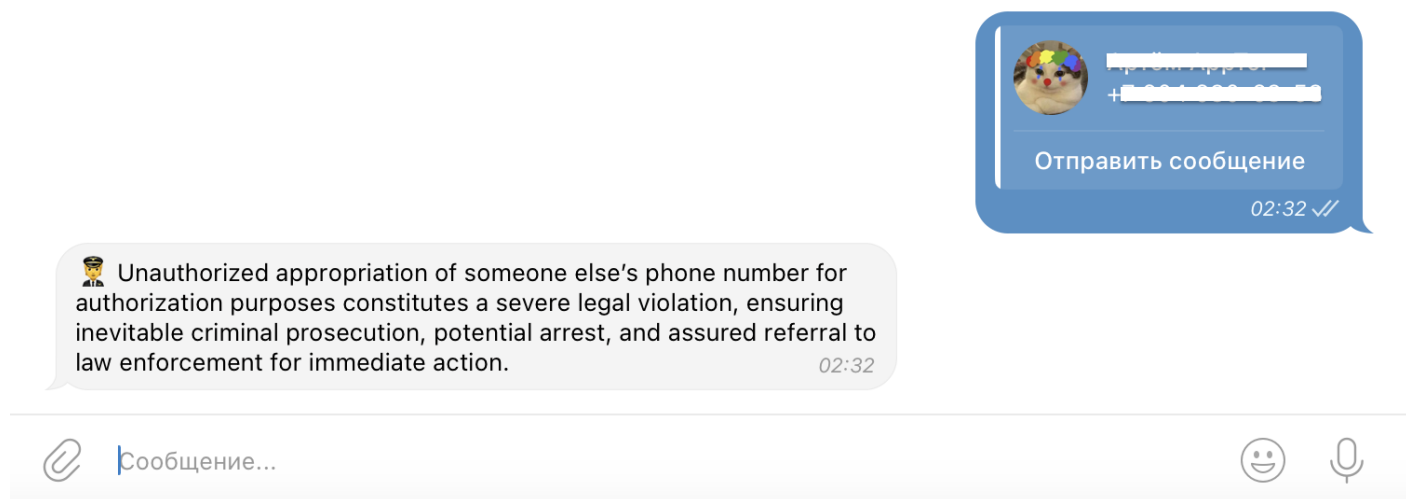 Отправить сообщение
02:32
Unauthorized appropriation of someone else’s phone number for
authorization purposes constitutes a severe legal violation, ensuring
inevitable criminal prosecution, potential arrest, and assured referral to
law enforcement for immediate action.
02:32
Сообщение...